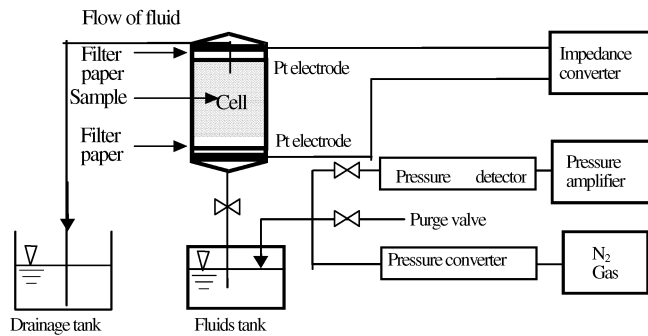 Flow of fluid
Filter
paper
Pt electrode
Impedance
converter
Sample
Cell
Filter
paper
Pt electrode
Pressure detector
Pressure
amplifier
Purge valve
Pressure converter
N2
Gas
Drainage tank
Fluids tank